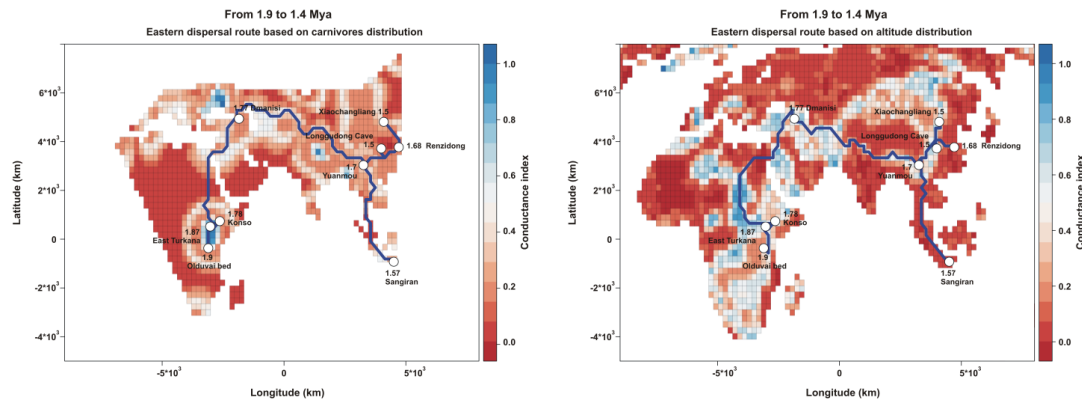 From 1.9 to 1.4 Mya
Eastern dispersal route based on carnivores distribution
1.0
0.8
0.6
0.4
0.2
0.0
Conductance index
6*10³
4*10³
2*10³
0
-2*10³
-4*10³
Latitude (km)
-5*10³
0
5*10³
Longitude (km)
1.77 Dmanisi
Xiaochangliang 1.5
Longgudong Cave
1.5
1.68 Renzidong
1.7
Yuanmou
1.78
Konso
1.87
East Turkana
1.9
Olduvai bed
1.57
Sangiran
From 1.9 to 1.4 Mya
Eastern dispersal route based on altitude distribution
1.0
0.8
0.6
0.4
0.2
0.0
Conductance index
6*10³
4*10³
2*10³
0
-2*10³
-4*10³
Latitude (km)
-5*10³
0
5*10³
Longitude (km)
1.77 Dmanisi
Xiaochangliang 1.5
Longgudong Cave
1.5
1.68 Renzidong
1.7
Yuanmou
1.78
Konso
1.87
East Turkana
1.9
Olduvai bed
1.57
Sangiran